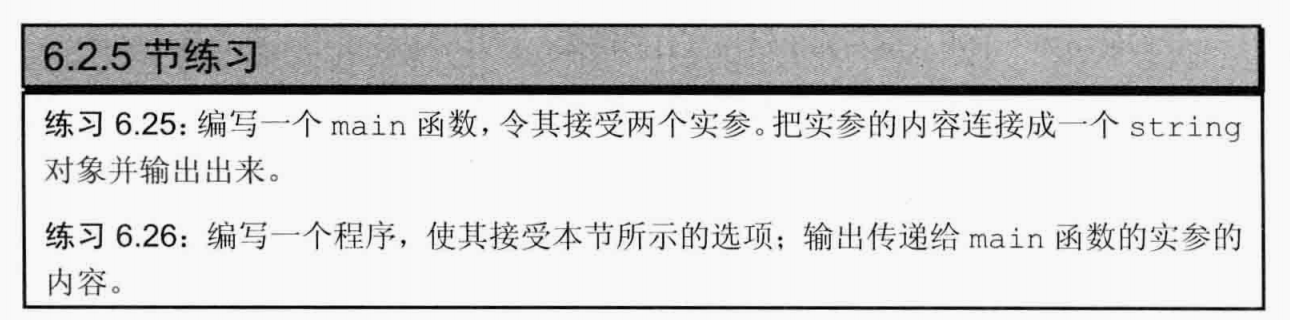 6.2.5 节练习
练习 6.25: 编写一个 main 函数,令其接受两个实参。把实参的内容连接成一个 string
对象并输出出来。
练习 6.26: 编写一个程序，使其接受本节所示的选项；输出传递给 main 函数的实参的
内容。